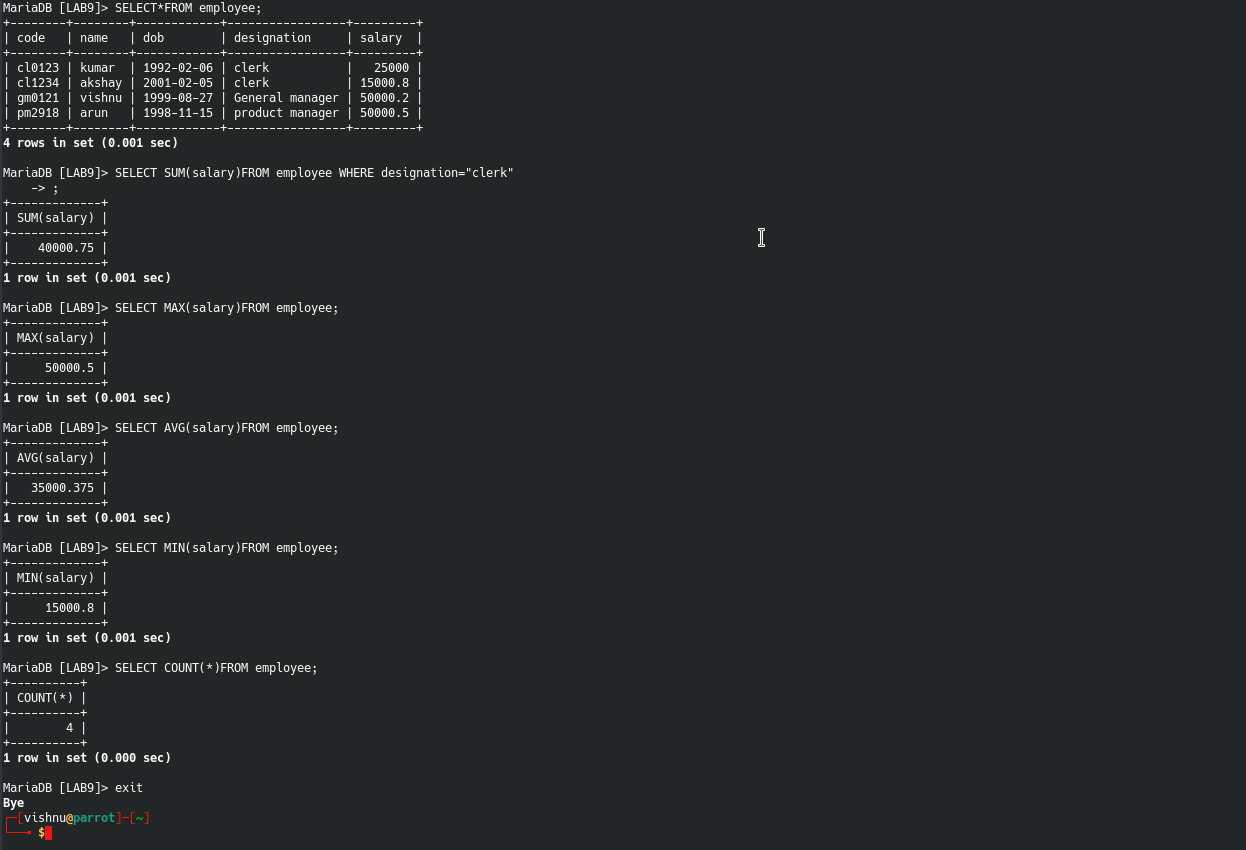 MariaDB [LAB9]> SELECT*FROM employee;
+--------+--------+------------+-----------------+---------+
| code   | name   | dob        | designation     | salary  |
+--------+--------+------------+-----------------+---------+
| cl0123 | kumar  | 1992-02-06 | clerk           |   25000 |
| cl1234 | akshay | 2001-02-05 | clerk           | 15000.8 |
| gm0121 | vishnu | 1999-08-27 | General manager | 50000.2 |
| pm2918 | arun   | 1998-11-15 | product manager | 50000.5 |
+--------+--------+------------+-----------------+---------+
4 rows in set (0.001 sec)

MariaDB [LAB9]> SELECT SUM(salary)FROM employee WHERE designation="clerk"
    -> ;
+-------------+
| SUM(salary) |
+-------------+
|    40000.75 |
+-------------+
1 row in set (0.001 sec)

MariaDB [LAB9]> SELECT MAX(salary)FROM employee;
+-------------+
| MAX(salary) |
+-------------+
|     50000.5 |
+-------------+
1 row in set (0.001 sec)

MariaDB [LAB9]> SELECT AVG(salary)FROM employee;
+-------------+
| AVG(salary) |
+-------------+
|   35000.375 |
+-------------+
1 row in set (0.001 sec)

MariaDB [LAB9]> SELECT MIN(salary)FROM employee;
+-------------+
| MIN(salary) |
+-------------+
|     15000.8 |
+-------------+
1 row in set (0.001 sec)

MariaDB [LAB9]> SELECT COUNT(*)FROM employee;
+----------+
| COUNT(*) |
+----------+
|        4 |
+----------+
1 row in set (0.000 sec)

MariaDB [LAB9]> exit
Bye
┌─[vishnu@parrot]─[~]
└──╼ $